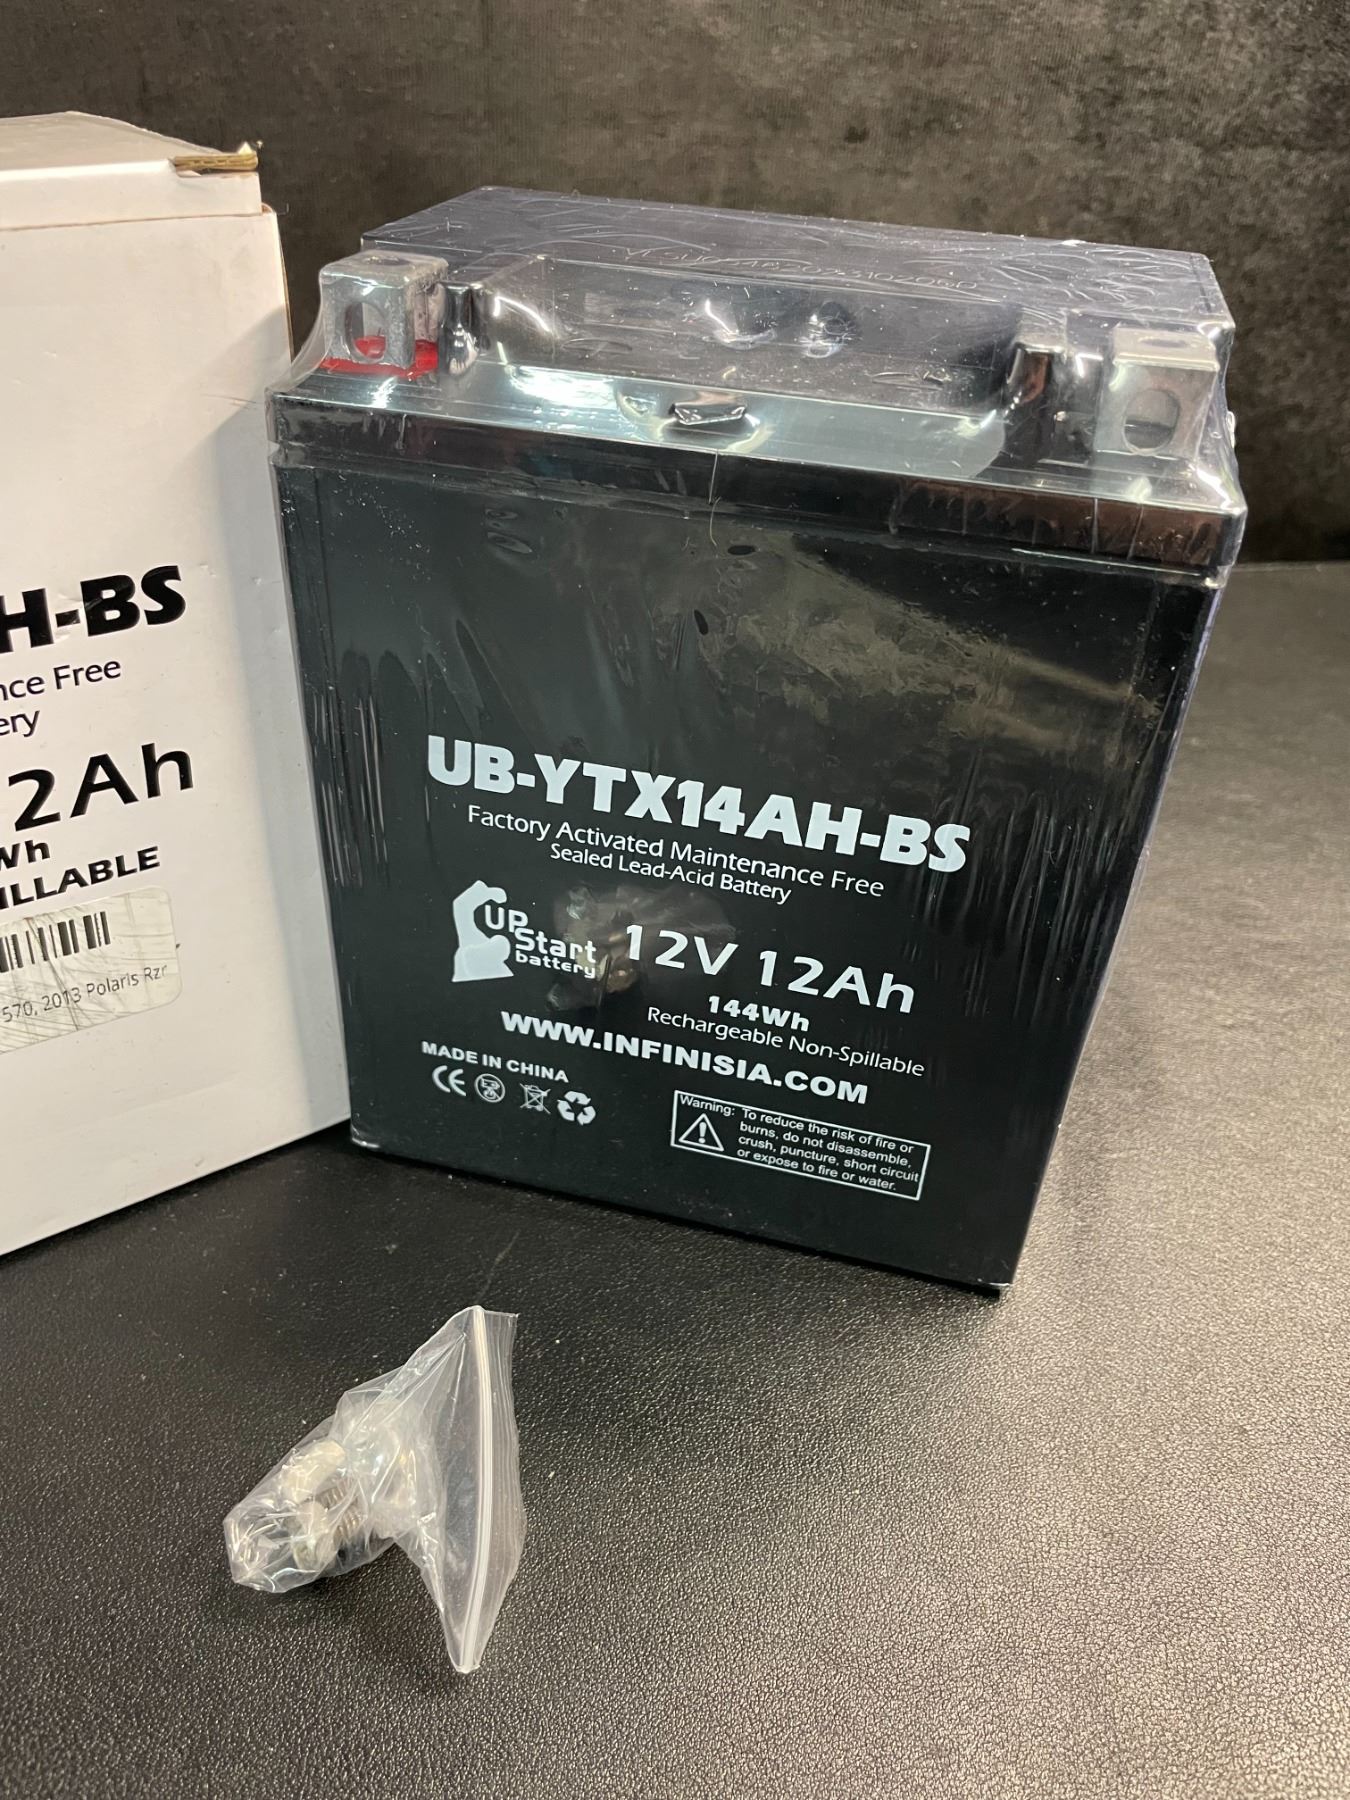 H-BS
nce Free
ery
2Ah
Wh
ILLABLE
570, 2013 Polaris Rzr
UB-YTX14AH-BS
Factory Activated Maintenance Free
Sealed Lead-Acid Battery
UP
Start
battery
12V 12Ah
144Wh
Rechargeable Non-Spillable
WWW.INFINISIA.COM
MADE IN CHINA
CE
Warning: To reduce the risk of fire or
burns, do not disassemble,
crush, puncture, short circuit
or expose to fire or water.